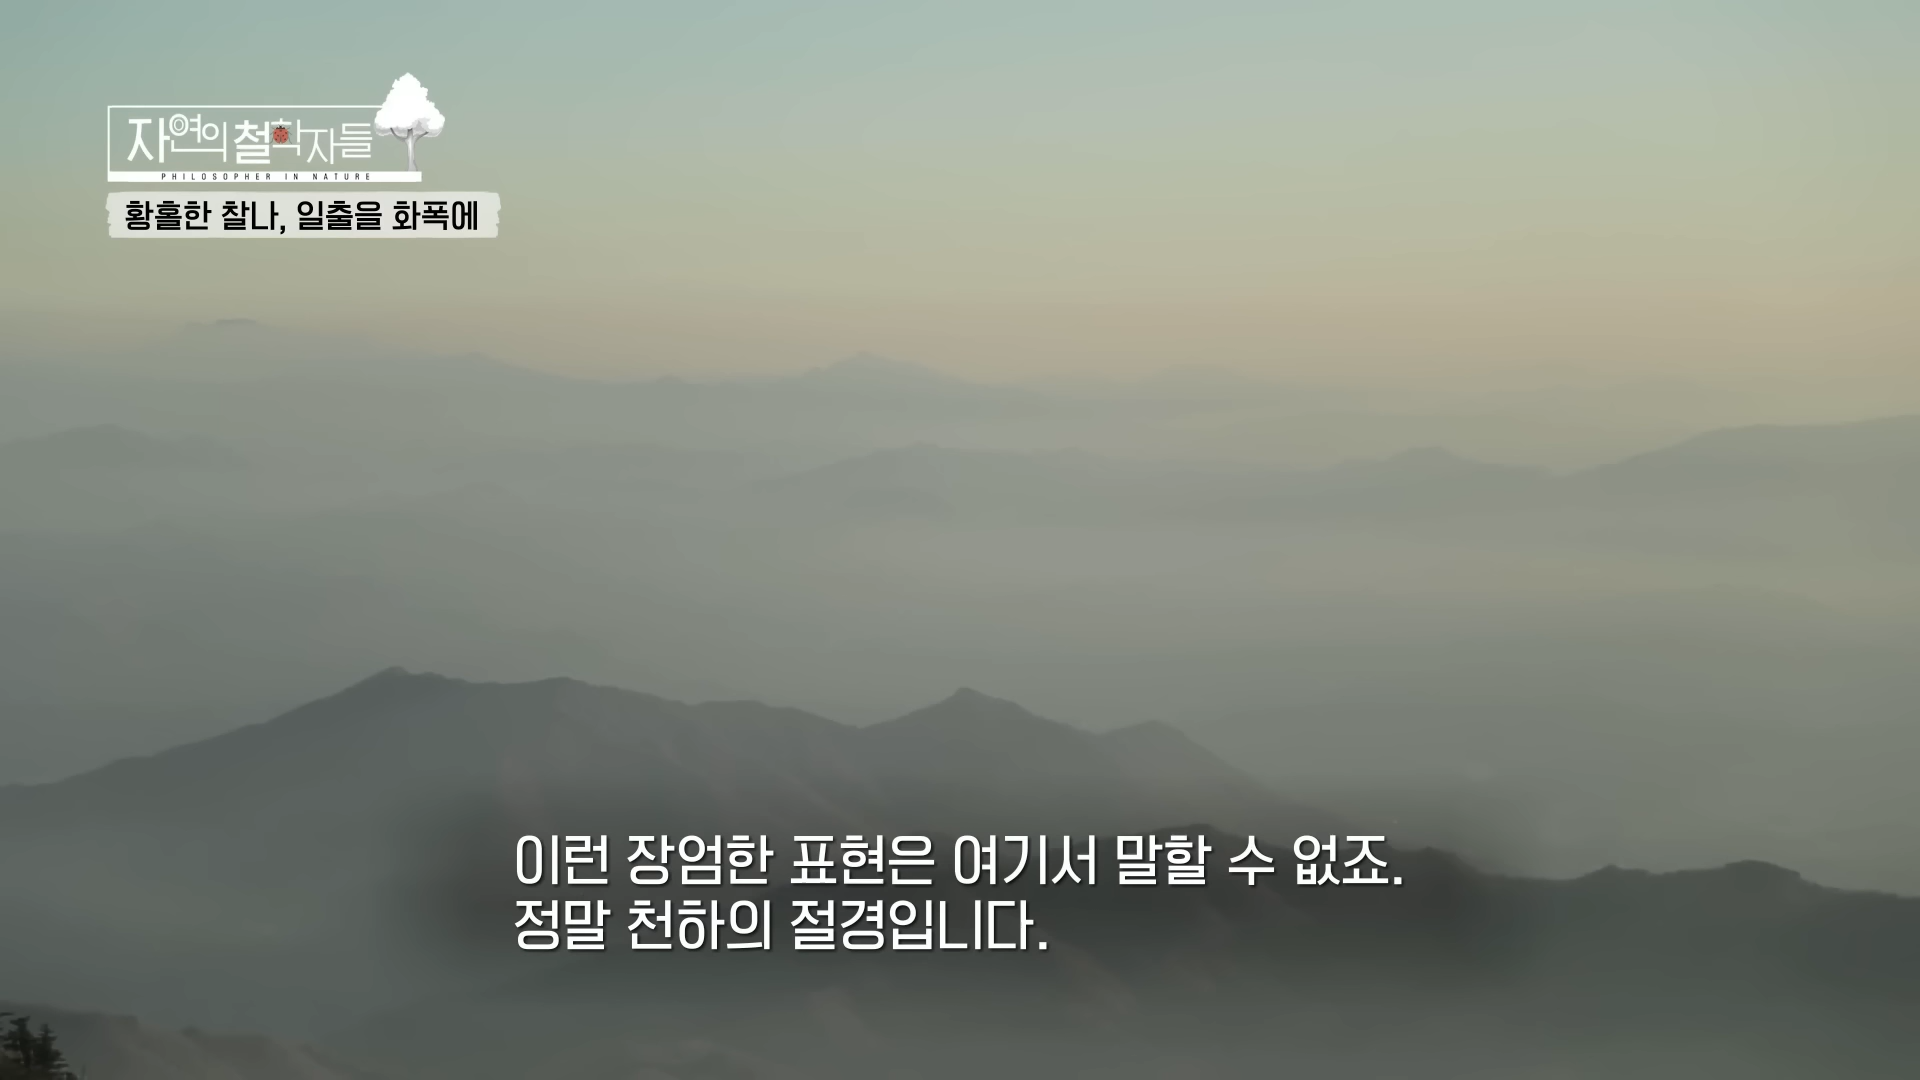 자연의 철학자들
PHILOSOPHER IN NATURE
황홀한 찰나, 일출을 화폭에
이런 장엄한 표현은 여기서 말할 수 없죠.
정말 천하의 절경입니다.